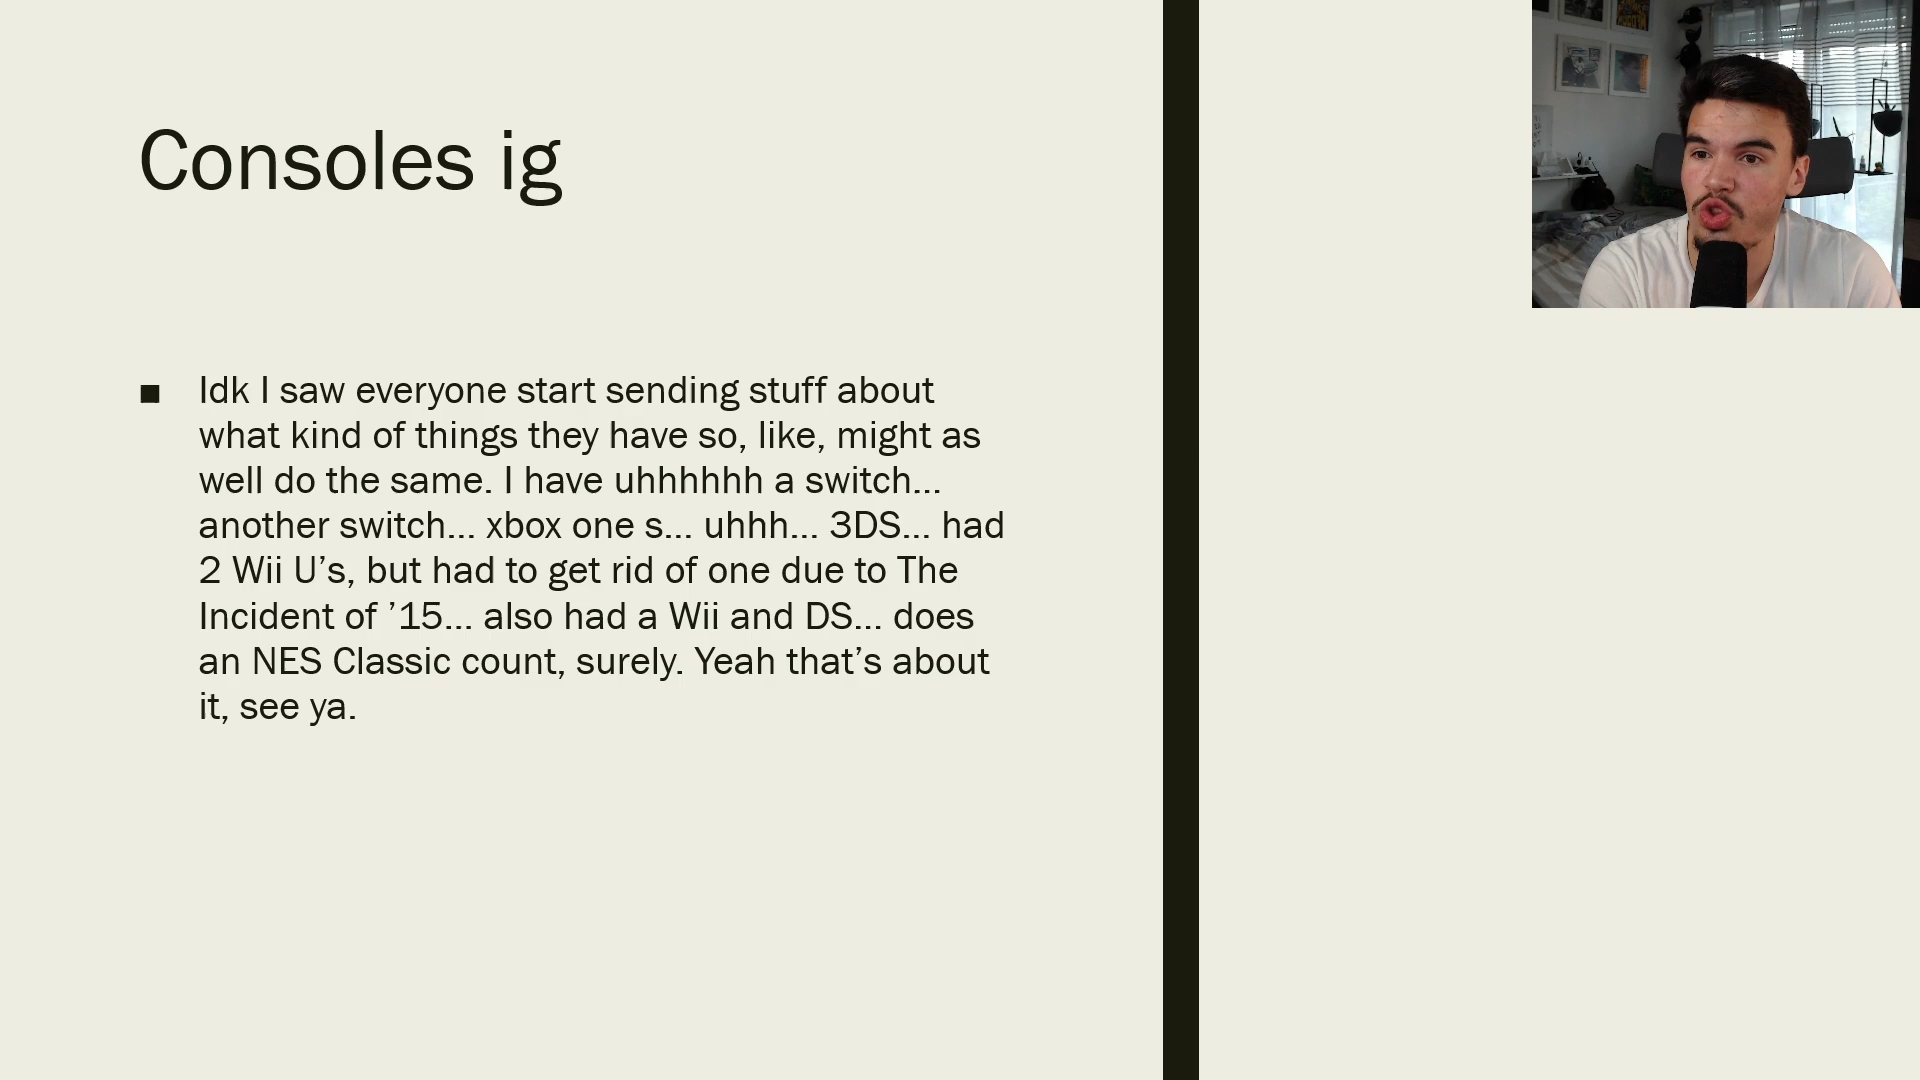 Consoles ig
■ Idk I saw everyone start sending stuff about
what kind of things they have so, like, might as
well do the same. I have uhhhhhh a switch...
another switch... xbox one s... uhhh... 3DS... had
2 Wii U’s, but had to get rid of one due to The
Incident of ’15... also had a Wii and DS... does
an NES Classic count, surely. Yeah that’s about
it, see ya.